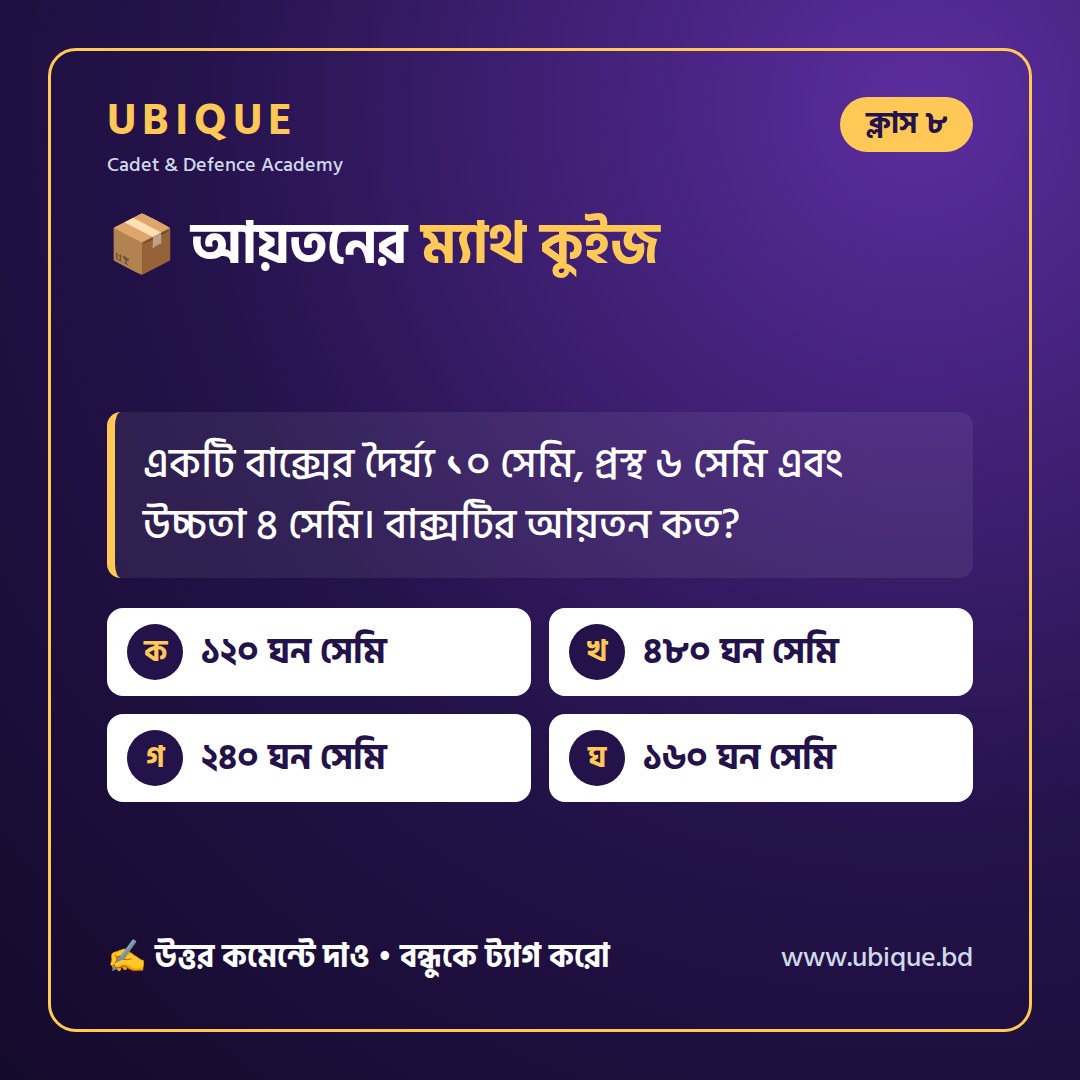 UBIQUE
Cadet & Defence Academy
ক্লাস ৮
আয়তনের ম্যাথ কুইজ
একটি বাক্সের দৈর্ঘ্য ১০ সেমি, প্রস্থ ৬ সেমি এবং
উচ্চতা ৪ সেমি। বাক্সটির আয়তন কত?
ক ১২০ ঘন সেমি
খ ৪৮০ ঘন সেমি
গ ২৪০ ঘন সেমি
ঘ ১৬০ ঘন সেমি
✍️ উত্তর কমেন্টে দাও • বন্ধুকে ট্যাগ করো
www.ubique.bd